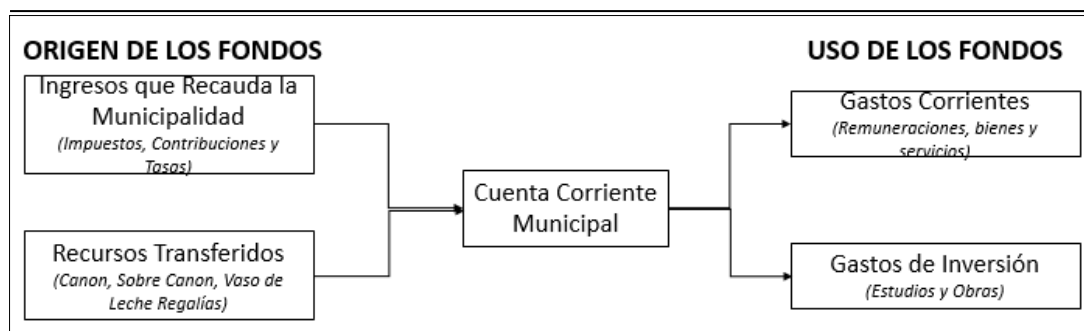 ORIGEN DE LOS FONDOS
Ingresos que Recauda la
Municipalidad
(Impuestos, Contribuciones y
Tasas)
Recursos Transferidos
(Canon, Sobre Canon, Vaso de
Leche Regalías)
Cuenta Corriente
Municipal
USO DE LOS FONDOS
Gastos Corrientes
(Remuneraciones, bienes y
servicios)
Gastos de Inversión
(Estudios y Obras)